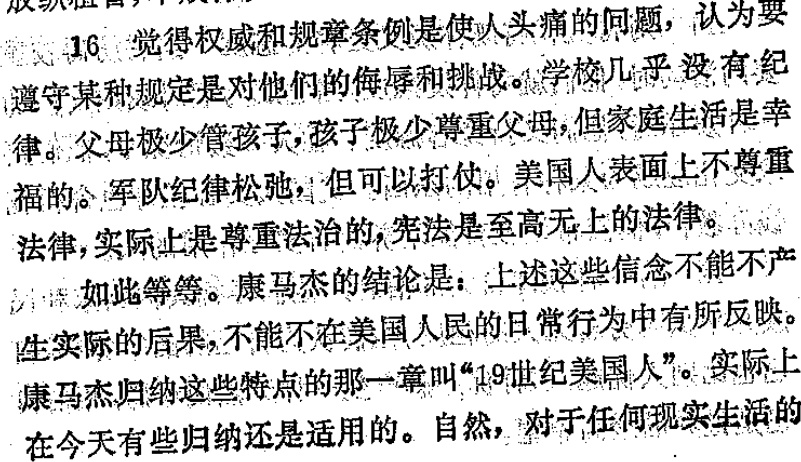 16 觉得权威和规章条例是使人头痛的问题，认为要
遵守某种规定是对他们的侮辱和挑战。学校几乎没有纪
律。父母极少管孩子，孩子极少尊重父母，但家庭生活是幸
福的。军队纪律松弛，但可以打仗。美国人表面上不尊重
法律，实际上是尊重法治的，宪法是至高无上的法律。
如此等等。康马杰的结论是：上述这些信念不能不产
生实际的后果，不能不在美国人民的日常行为中有所反映。
康马杰归纳这些特点的那一章叫“19世纪美国人”。实际上
在今天有些归纳还是适用的。自然，对于任何现实生活的